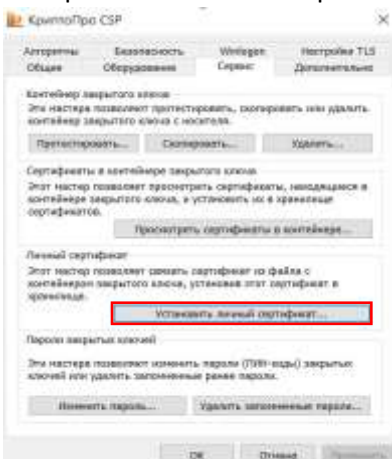 КриптоПро CSP
Алгоритмы Безопасность Winlogon Настройки TLS
Общие Оборудование Сервис Дополнительно
Контейнер закрытого ключа
Эти мастера позволяют протестировать, скопировать или удалить
контейнер закрытого ключа с носителя.
Протестировать... Скопировать... Удалить...
Сертификаты в контейнере закрытого ключа
Этот мастер позволяет просмотреть сертификаты, находящиеся в
контейнере закрытого ключа, и установить их в хранилище
сертификатов.
Просмотреть сертификаты в контейнере...
Личный сертификат
Этот мастер позволяет связать сертификат из файла с
контейнером закрытого ключа, установив этот сертификат в
хранилище.
Установить личный сертификат...
Пароли закрытых ключей
Эти мастера позволяют изменить пароли (ПИН-коды) закрытых
ключей или удалить запомненные ранее пароли.
Изменить пароль... Удалить запомненные пароли...
ОК Отмена Применить